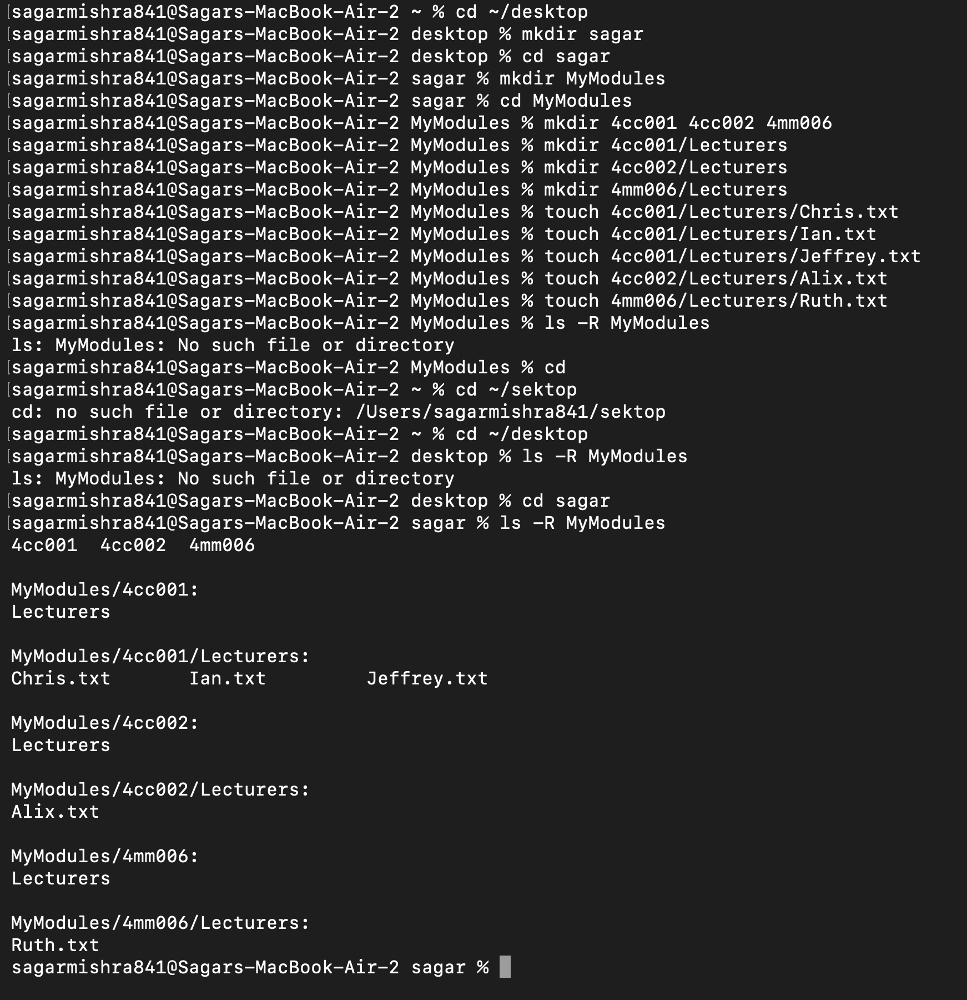 [sagarmishra841@Sagars-MacBook-Air-2 ~ % cd ~/desktop
[sagarmishra841@Sagars-MacBook-Air-2 desktop % mkdir sagar
[sagarmishra841@Sagars-MacBook-Air-2 desktop % cd sagar
[sagarmishra841@Sagars-MacBook-Air-2 sagar % mkdir MyModules
[sagarmishra841@Sagars-MacBook-Air-2 sagar % cd MyModules
[sagarmishra841@Sagars-MacBook-Air-2 MyModules % mkdir 4cc001 4cc002 4mm006
[sagarmishra841@Sagars-MacBook-Air-2 MyModules % mkdir 4cc001/Lecturers
[sagarmishra841@Sagars-MacBook-Air-2 MyModules % mkdir 4cc002/Lecturers
[sagarmishra841@Sagars-MacBook-Air-2 MyModules % mkdir 4mm006/Lecturers
[sagarmishra841@Sagars-MacBook-Air-2 MyModules % touch 4cc001/Lecturers/Chris.txt
[sagarmishra841@Sagars-MacBook-Air-2 MyModules % touch 4cc001/Lecturers/Ian.txt
[sagarmishra841@Sagars-MacBook-Air-2 MyModules % touch 4cc001/Lecturers/Jeffrey.txt
[sagarmishra841@Sagars-MacBook-Air-2 MyModules % touch 4cc002/Lecturers/Alix.txt
[sagarmishra841@Sagars-MacBook-Air-2 MyModules % touch 4mm006/Lecturers/Ruth.txt
[sagarmishra841@Sagars-MacBook-Air-2 MyModules % ls -R MyModules
ls: MyModules: No such file or directory
[sagarmishra841@Sagars-MacBook-Air-2 MyModules % cd
[sagarmishra841@Sagars-MacBook-Air-2 ~ % cd ~/sektop
cd: no such file or directory: /Users/sagarmishra841/sektop
[sagarmishra841@Sagars-MacBook-Air-2 ~ % cd ~/desktop
[sagarmishra841@Sagars-MacBook-Air-2 desktop % ls -R MyModules
ls: MyModules: No such file or directory
[sagarmishra841@Sagars-MacBook-Air-2 desktop % cd sagar
[sagarmishra841@Sagars-MacBook-Air-2 sagar % ls -R MyModules
4cc001  4cc002  4mm006

MyModules/4cc001:
Lecturers

MyModules/4cc001/Lecturers:
Chris.txt       Ian.txt         Jeffrey.txt

MyModules/4cc002:
Lecturers

MyModules/4cc002/Lecturers:
Alix.txt

MyModules/4mm006:
Lecturers

MyModules/4mm006/Lecturers:
Ruth.txt
sagarmishra841@Sagars-MacBook-Air-2 sagar %